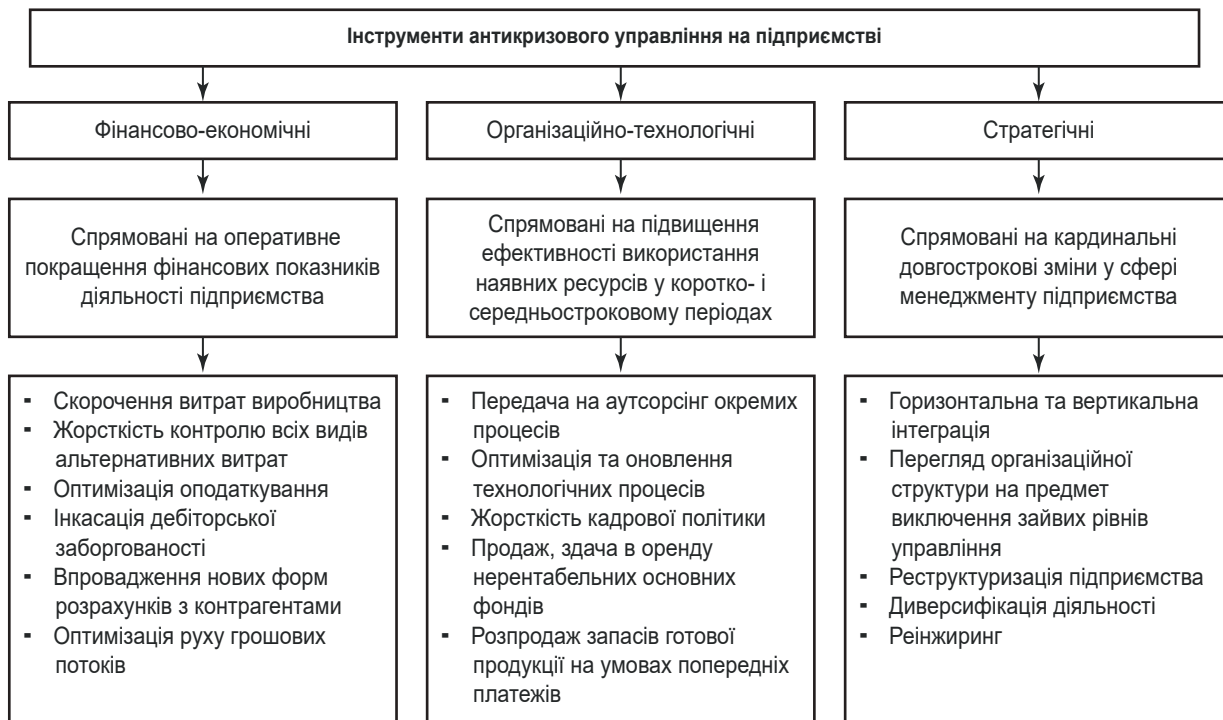 Інструменти антикризового управління на підприємстві
Фінансово-економічні
Організаційно-технологічні
Стратегічні
Спрямовані на оперативне
покращення фінансових показників
діяльності підприємства
Спрямовані на підвищення
ефективності використання
наявних ресурсів у коротко- і
середньостроковому періодах
Спрямовані на кардинальні
довгострокові зміни у сфері
менеджменту підприємства
- Скорочення витрат виробництва
- Жорсткість контролю всіх видів
альтернативних витрат
- Оптимізація оподаткування
- Інкасація дебіторської
заборгованості
- Впровадження нових форм
розрахунків з контрагентами
- Оптимізація руху грошових
потоків
- Передача на аутсорсінг окремих
процесів
- Оптимізація та оновлення
технологічних процесів
- Жорсткість кадрової політики
- Продаж, здача в оренду
нерентабельних основних
фондів
- Розпродаж запасів готової
продукції на умовах попередніх
платежів
- Горизонтальна та вертикальна
інтеграція
- Перегляд організаційної
структури на предмет
виключення зайвих рівнів
управління
- Реструктуризація підприємства
- Диверсифікація діяльності
- Реінжиринг